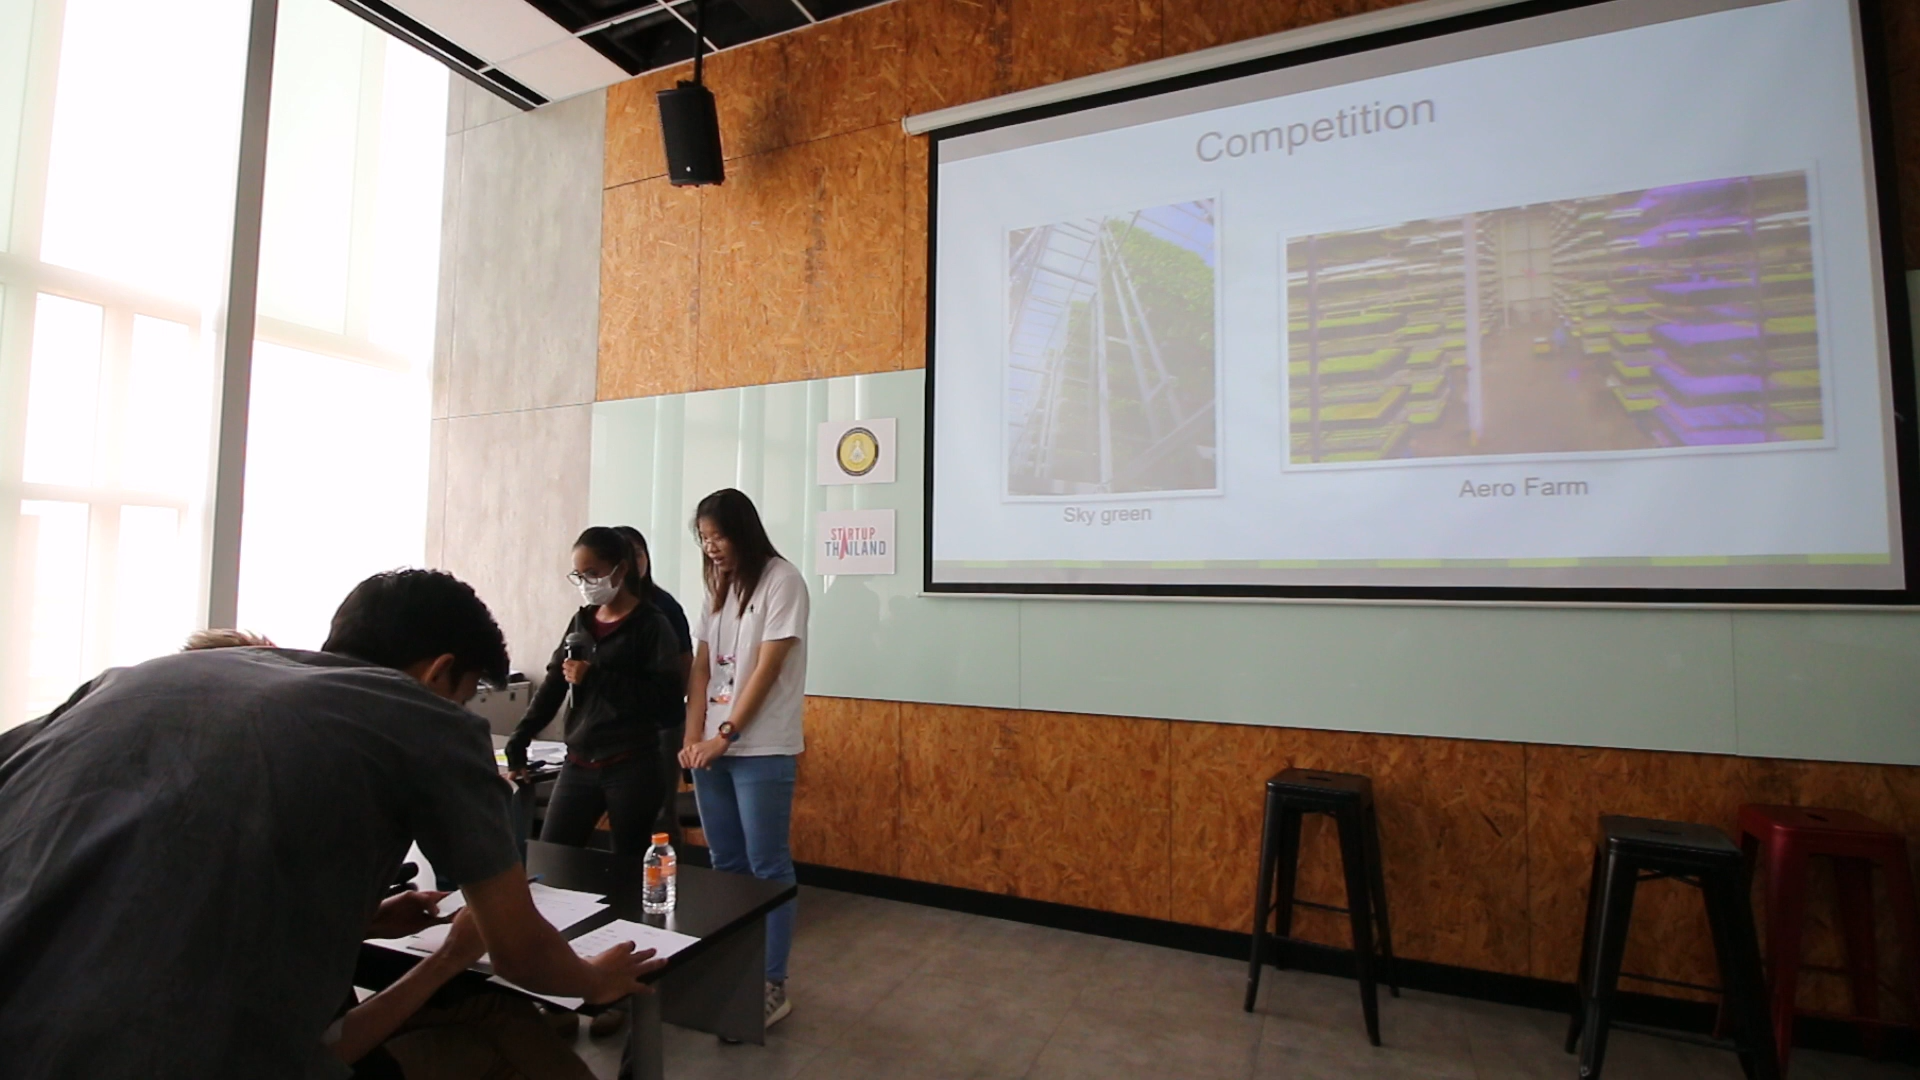 Competition
Sky green
Aero Farm
STARTUP
THAILAND